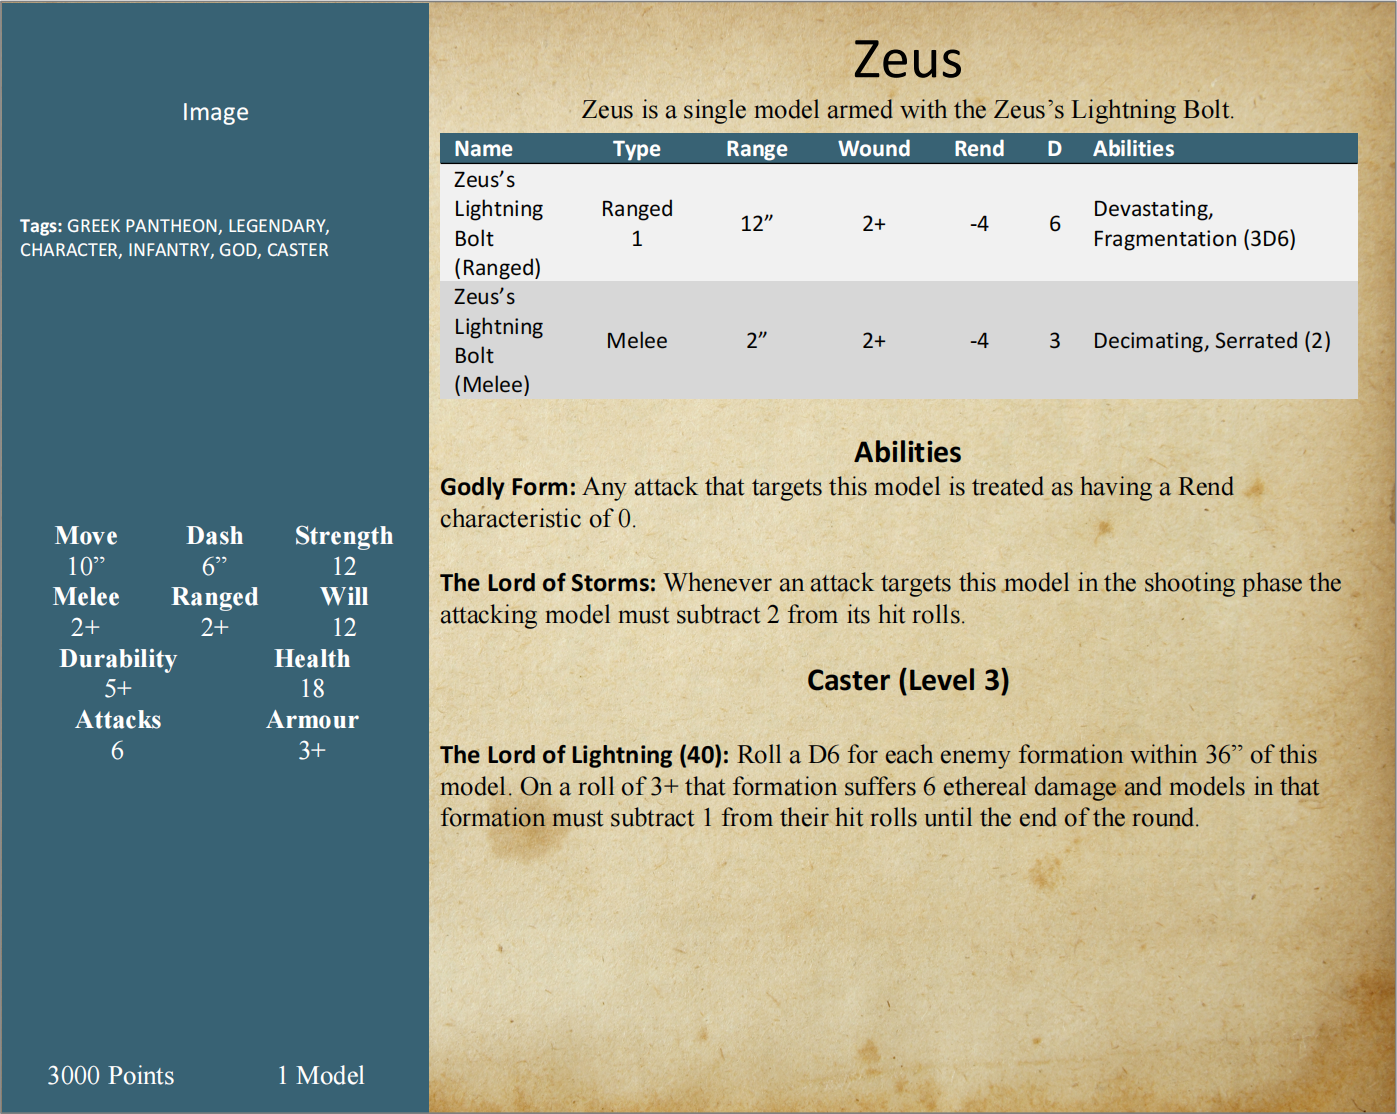 Image
Tags: GREEK PANTHEON, LEGENDARY,
CHARACTER, INFANTRY, GOD, CASTER
Move Dash Strength
10” 6” 12
Melee Ranged Will
2+ 2+ 12
Durability Health
5+ 18
Attacks Armour
6 3+
3000 Points 1 Model
Zeus
Zeus is a single model armed with the Zeus’s Lightning Bolt.
Name Type Range Wound Rend D Abilities
Zeus’s
Lightning
Bolt
(Ranged)
Ranged
1
12”
2+
-4
6
Devastating,
Fragmentation (3D6)
Zeus’s
Lightning
Bolt
(Melee)
Melee
2”
2+
-4
3
Decimating, Serrated (2)
Abilities
Godly Form: Any attack that targets this model is treated as having a Rend
characteristic of 0.
The Lord of Storms: Whenever an attack targets this model in the shooting phase the
attacking model must subtract 2 from its hit rolls.
Caster (Level 3)
The Lord of Lightning (40): Roll a D6 for each enemy formation within 36” of this
model. On a roll of 3+ that formation suffers 6 ethereal damage and models in that
formation must subtract 1 from their hit rolls until the end of the round.